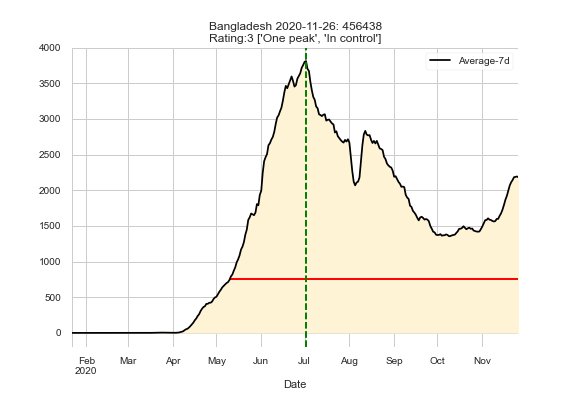 Bangladesh 2020-11-26: 456438
Rating:3 ['One peak', 'In control']
Average-7d
4000
3500
3000
2500
2000
1500
1000
500
0
Feb Mar Apr May Jun Jul Aug Sep Oct Nov
2020
Date